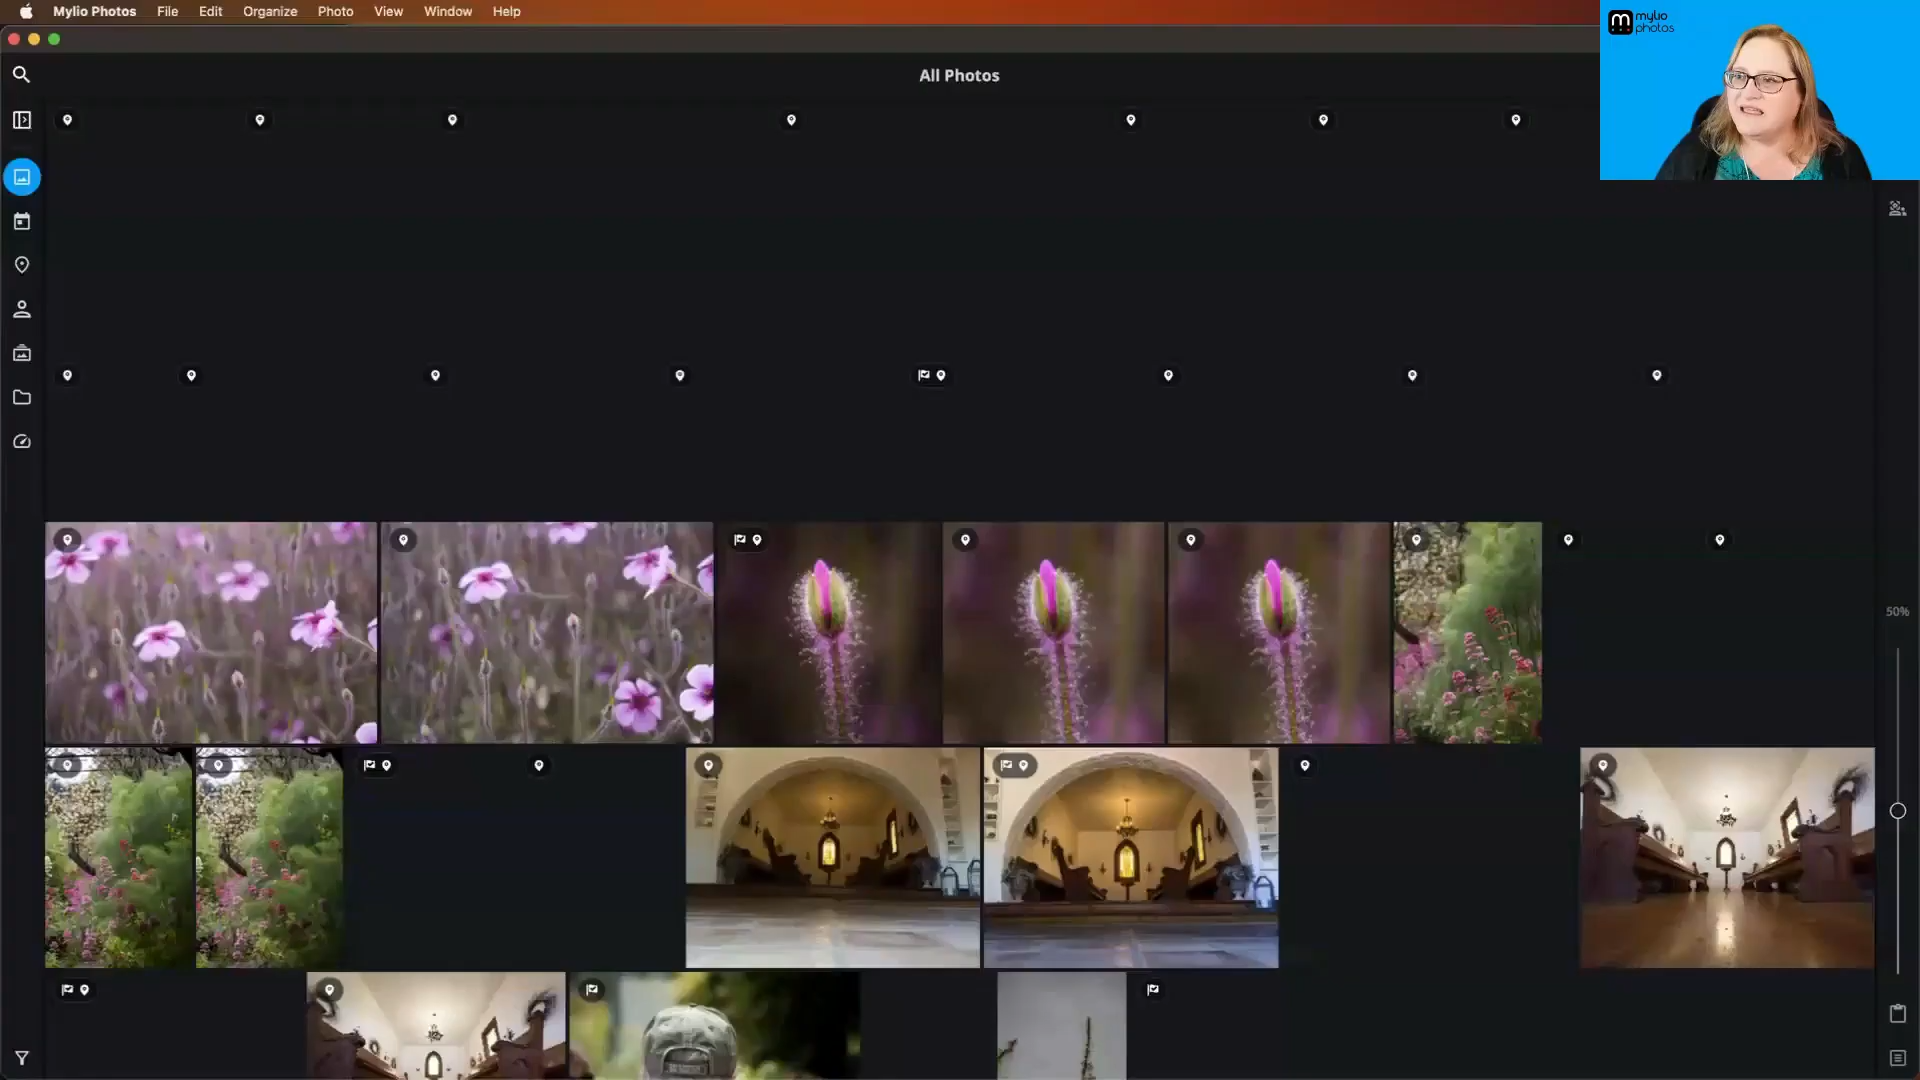 Mylio Photos File Edit Organize Photo View Window Help
mylio
photos
All Photos
50%